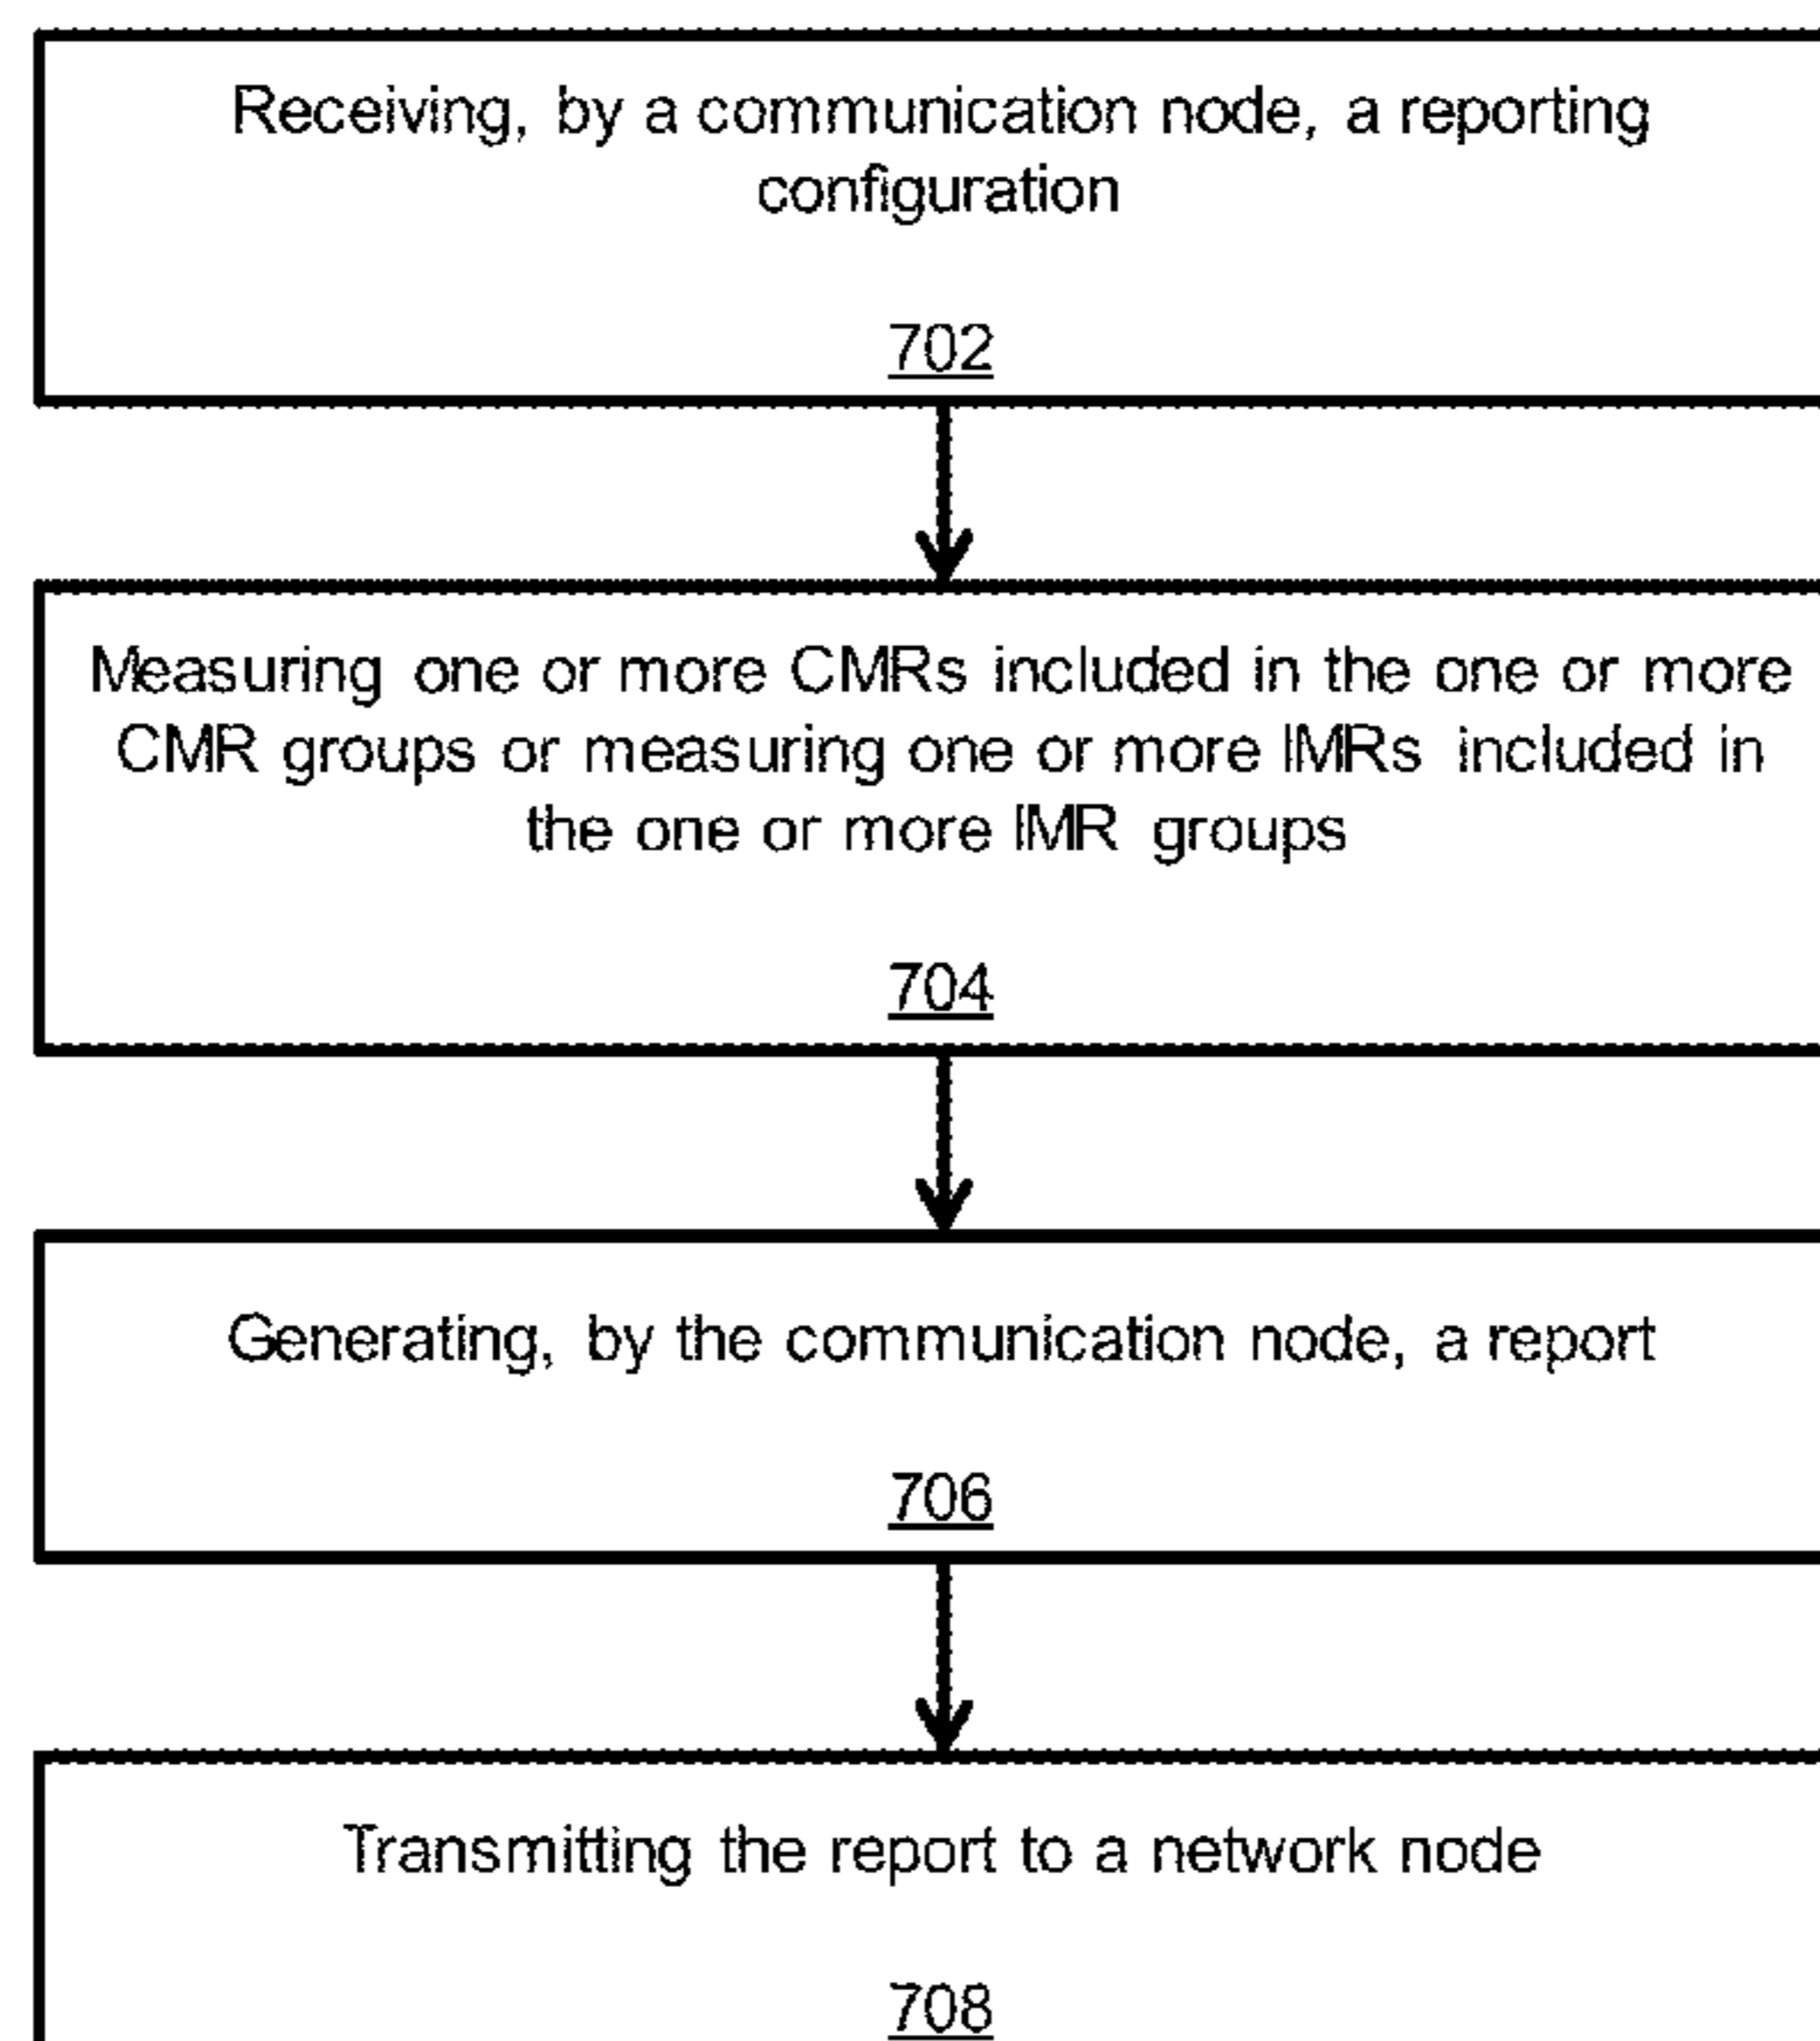 Receiving, by a communication node, a reporting
configuration
702
Measuring one or more CMRs included in the one or more
CMR groups or measuring one or more IMRs included in
the one or more IMR groups
704
Generating, by the communication node, a report
706
Transmitting the report to a network node
708